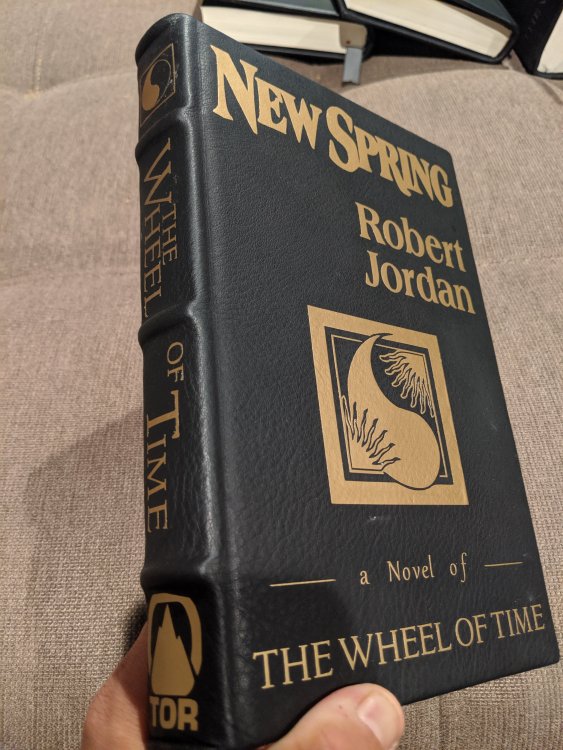 NEW SPRING
Robert
Jordan
a Novel of
THE WHEEL OF TIME
THE WHEEL OF TIME
TOR